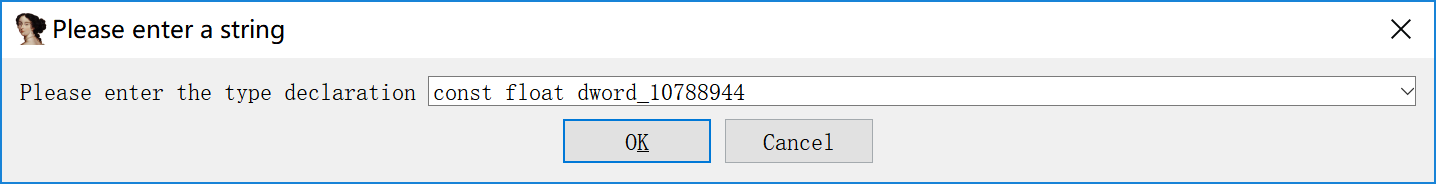 Please enter a string
Please enter the type declaration const float dword_10788944
OK Cancel